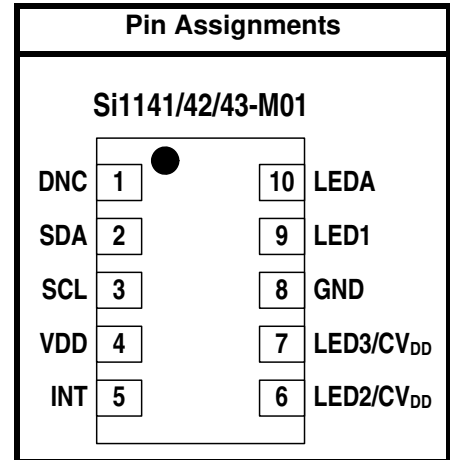 Pin Assignments
Si1141/42/43-M01
DNC 1 10 LEDA
SDA 2 9 LED1
SCL 3 8 GND
VDD 4 7 LED3/CVDD
INT 5 6 LED2/CVDD